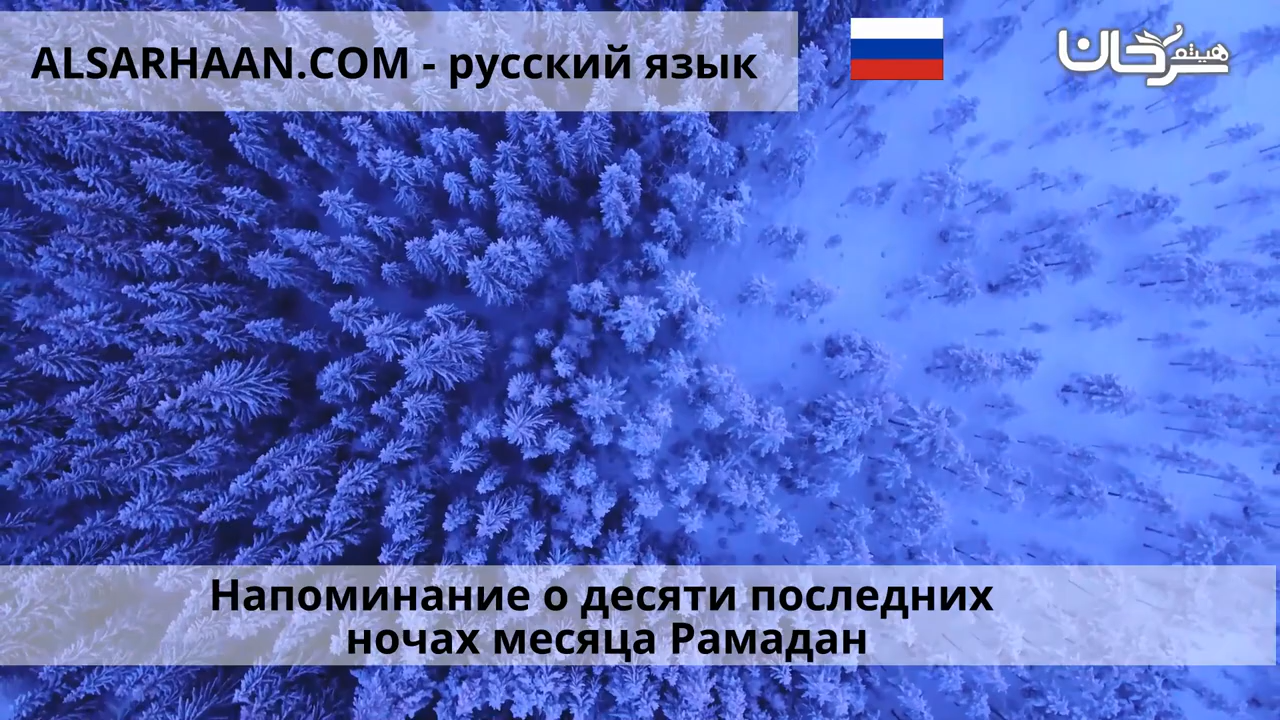 ALSARHAAN.COM - русский язык
هيثم
سرحان
Напоминание о десяти последних
ночах месяца Рамадан